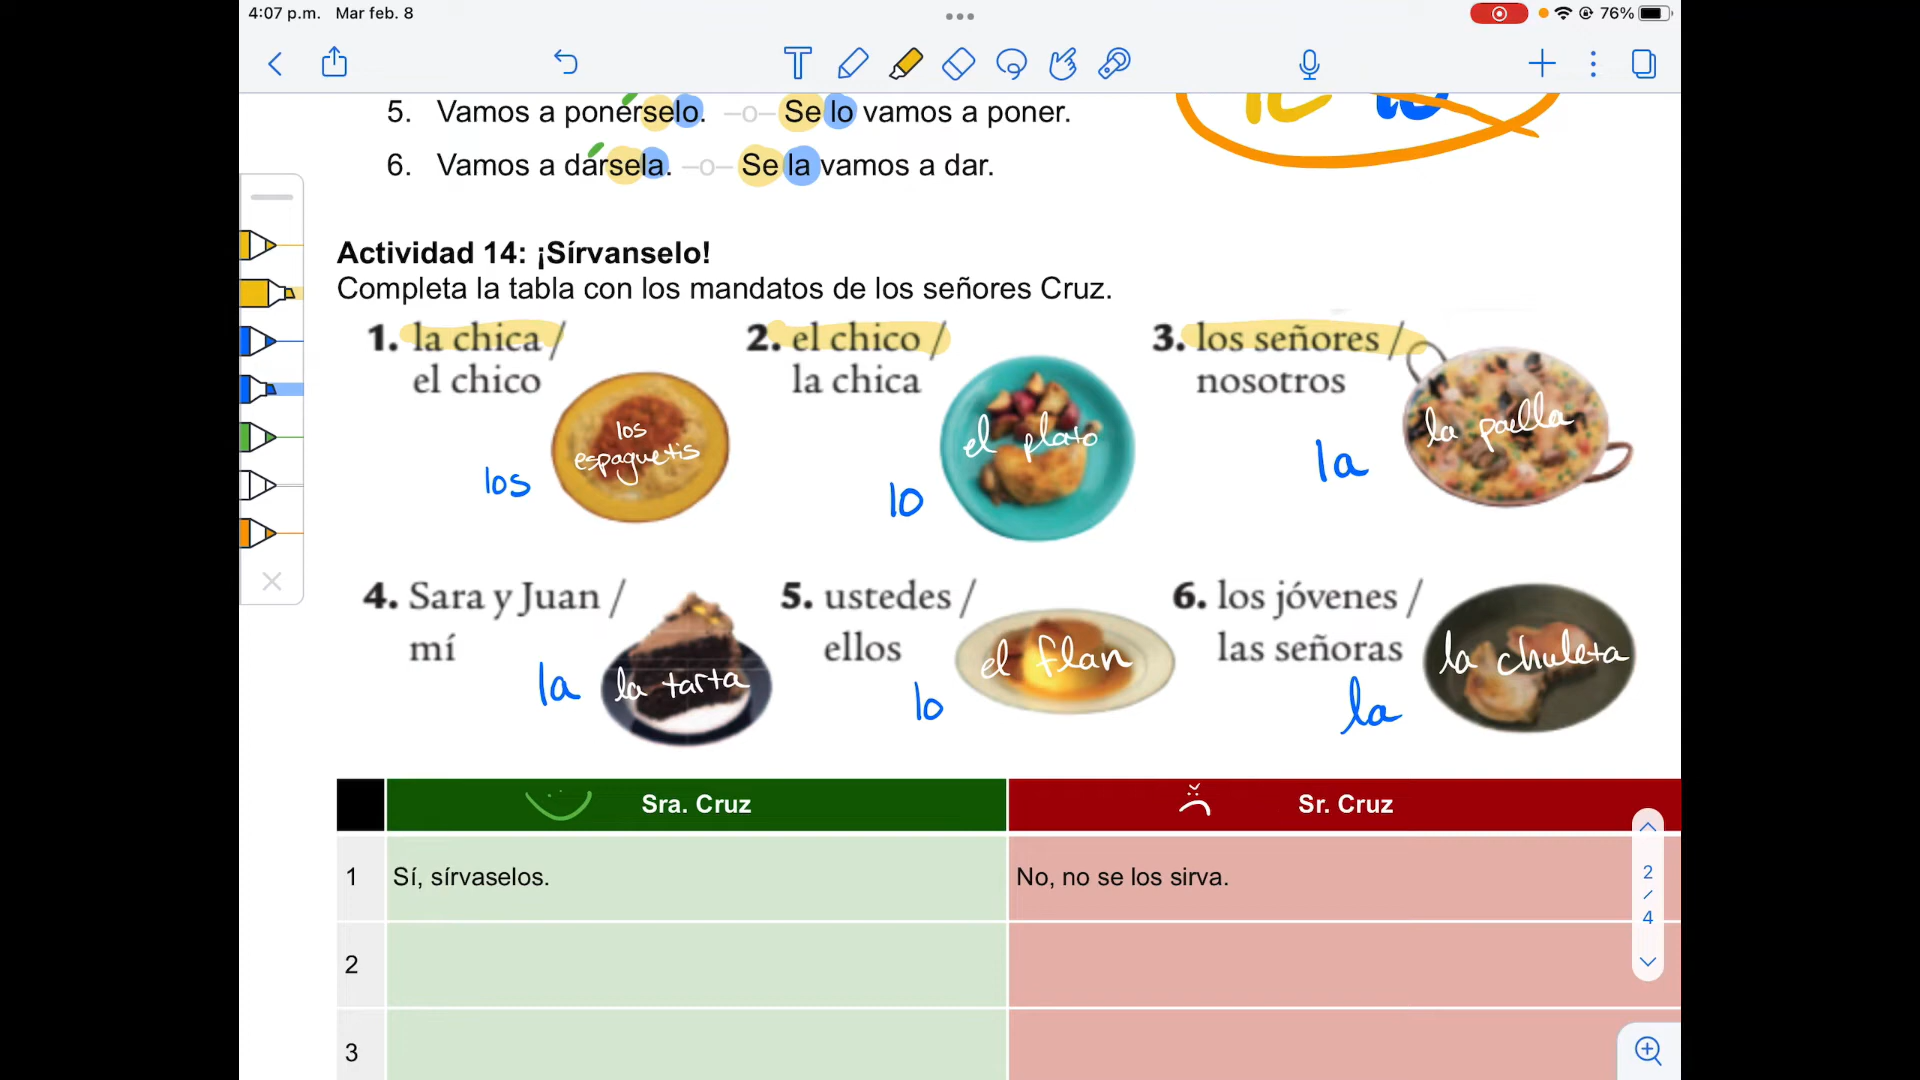 4:07 p.m. Mar feb. 8
76%
T
5. Vamos a ponérselo. –o– Se lo vamos a poner.
6. Vamos a dársela. –o– Se la vamos a dar.
Actividad 14: ¡Sírvanselo!
Completa la tabla con los mandatos de los señores Cruz.
1. la chica /
el chico
los
espaguetis
los
2. el chico /
la chica
el plato
lo
3. los señores /
nosotros
la paella
la
4. Sara y Juan /
mí
la tarta
la
5. ustedes /
ellos
el flan
lo
6. los jóvenes /
las señoras
la chuleta
la
Sra. Cruz
Sr. Cruz
1 Sí, sírvaselos. No, no se los sirva.
2
3
2
/
4